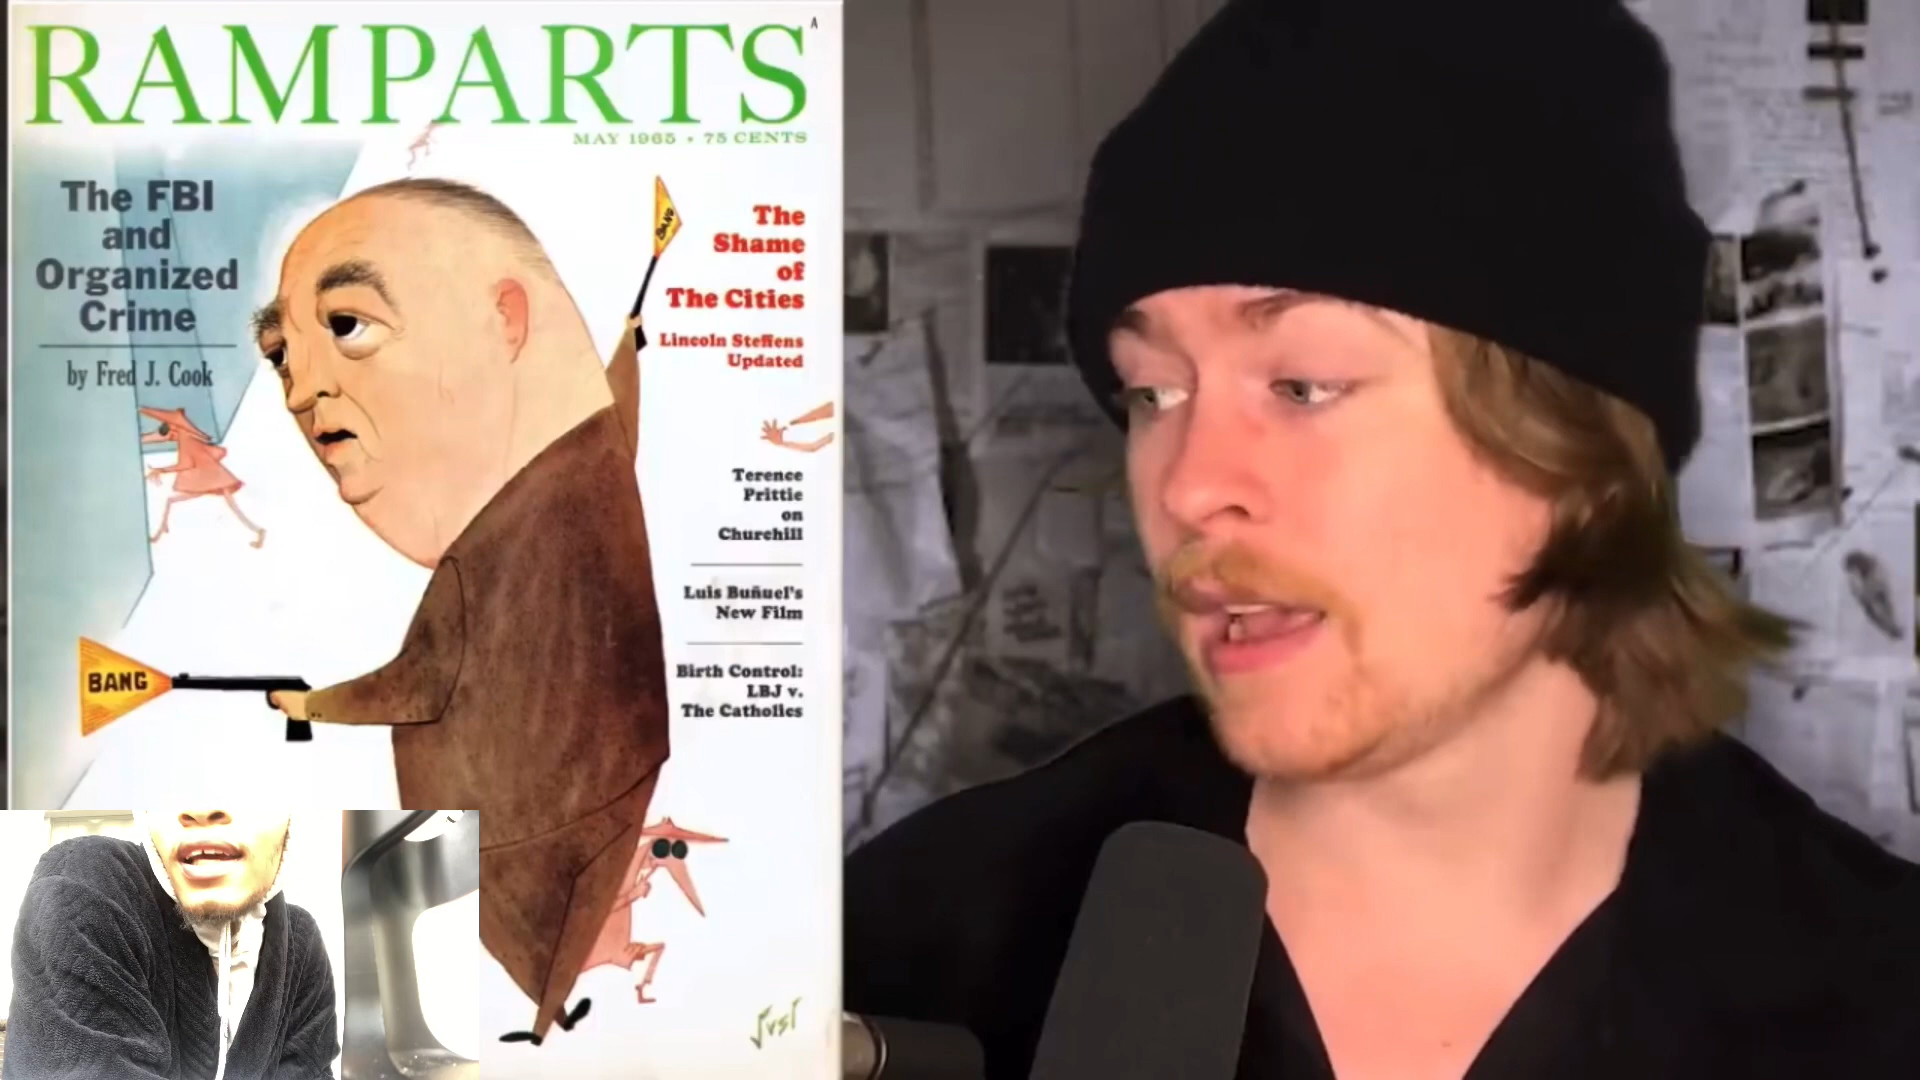 RAMPARTS
A
MAY 1965 • 75 CENTS
The FBI
and
Organized
Crime
by Fred J. Cook
BANG
The
Shame
of
The Cities
Lincoln Steffens
Updated
Terence
Prittie
on
Churchill
Luis Buñuel's
New Film
Birth Control:
LBJ v.
The Catholics
BANG